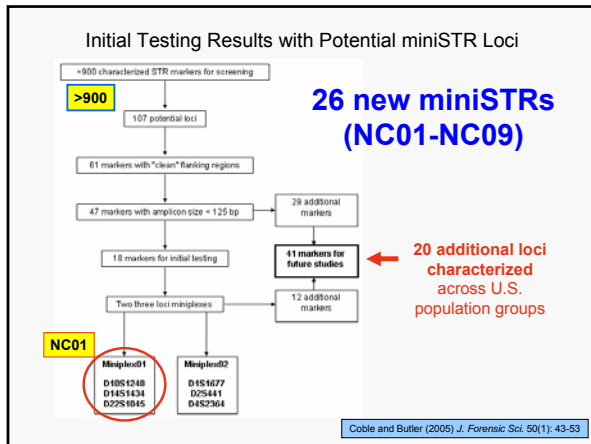 Initial Testing Results with Potential miniSTR Loci
>900 characterized STR markers for screening
>900
26 new miniSTRs
(NC01-NC09)
107 potential loci
61 markers with "clean" flanking regions
47 markers with amplicon size < 125 bp
29 additional
markers
18 markers for initial testing
41 markers for
future studies
20 additional loci
characterized
across U.S.
population groups
Two three loci miniplexes
12 additional
markers
NC01
Miniplex01
D10S1248
D14S1434
D22S1045
Miniplex02
D1S1677
D2S441
D4S2364
Coble and Butler (2005) J. Forensic Sci. 50(1): 43-53